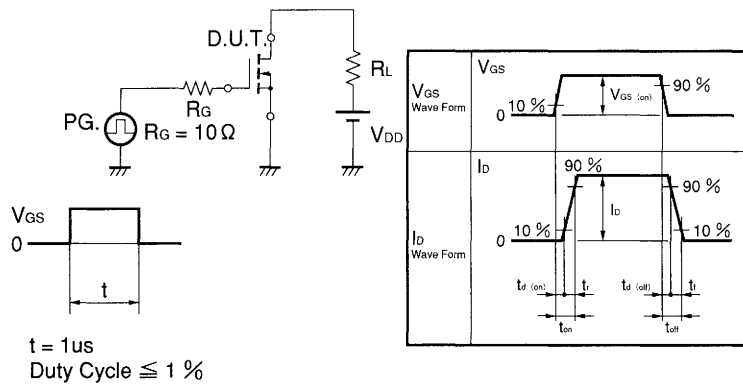 D.U.T.
RL
RG
PG.
RG = 10 Ω
VDD
VGS
0
t
t = 1us
Duty Cycle ≦ 1 %
VGS
Wave Form
VGS
10 %
0
VGS (on)
90 %
ID
Wave Form
ID
90 %
90 %
10 %
0
ID
10 %
td (on)
tr
td (off)
tf
ton
toff